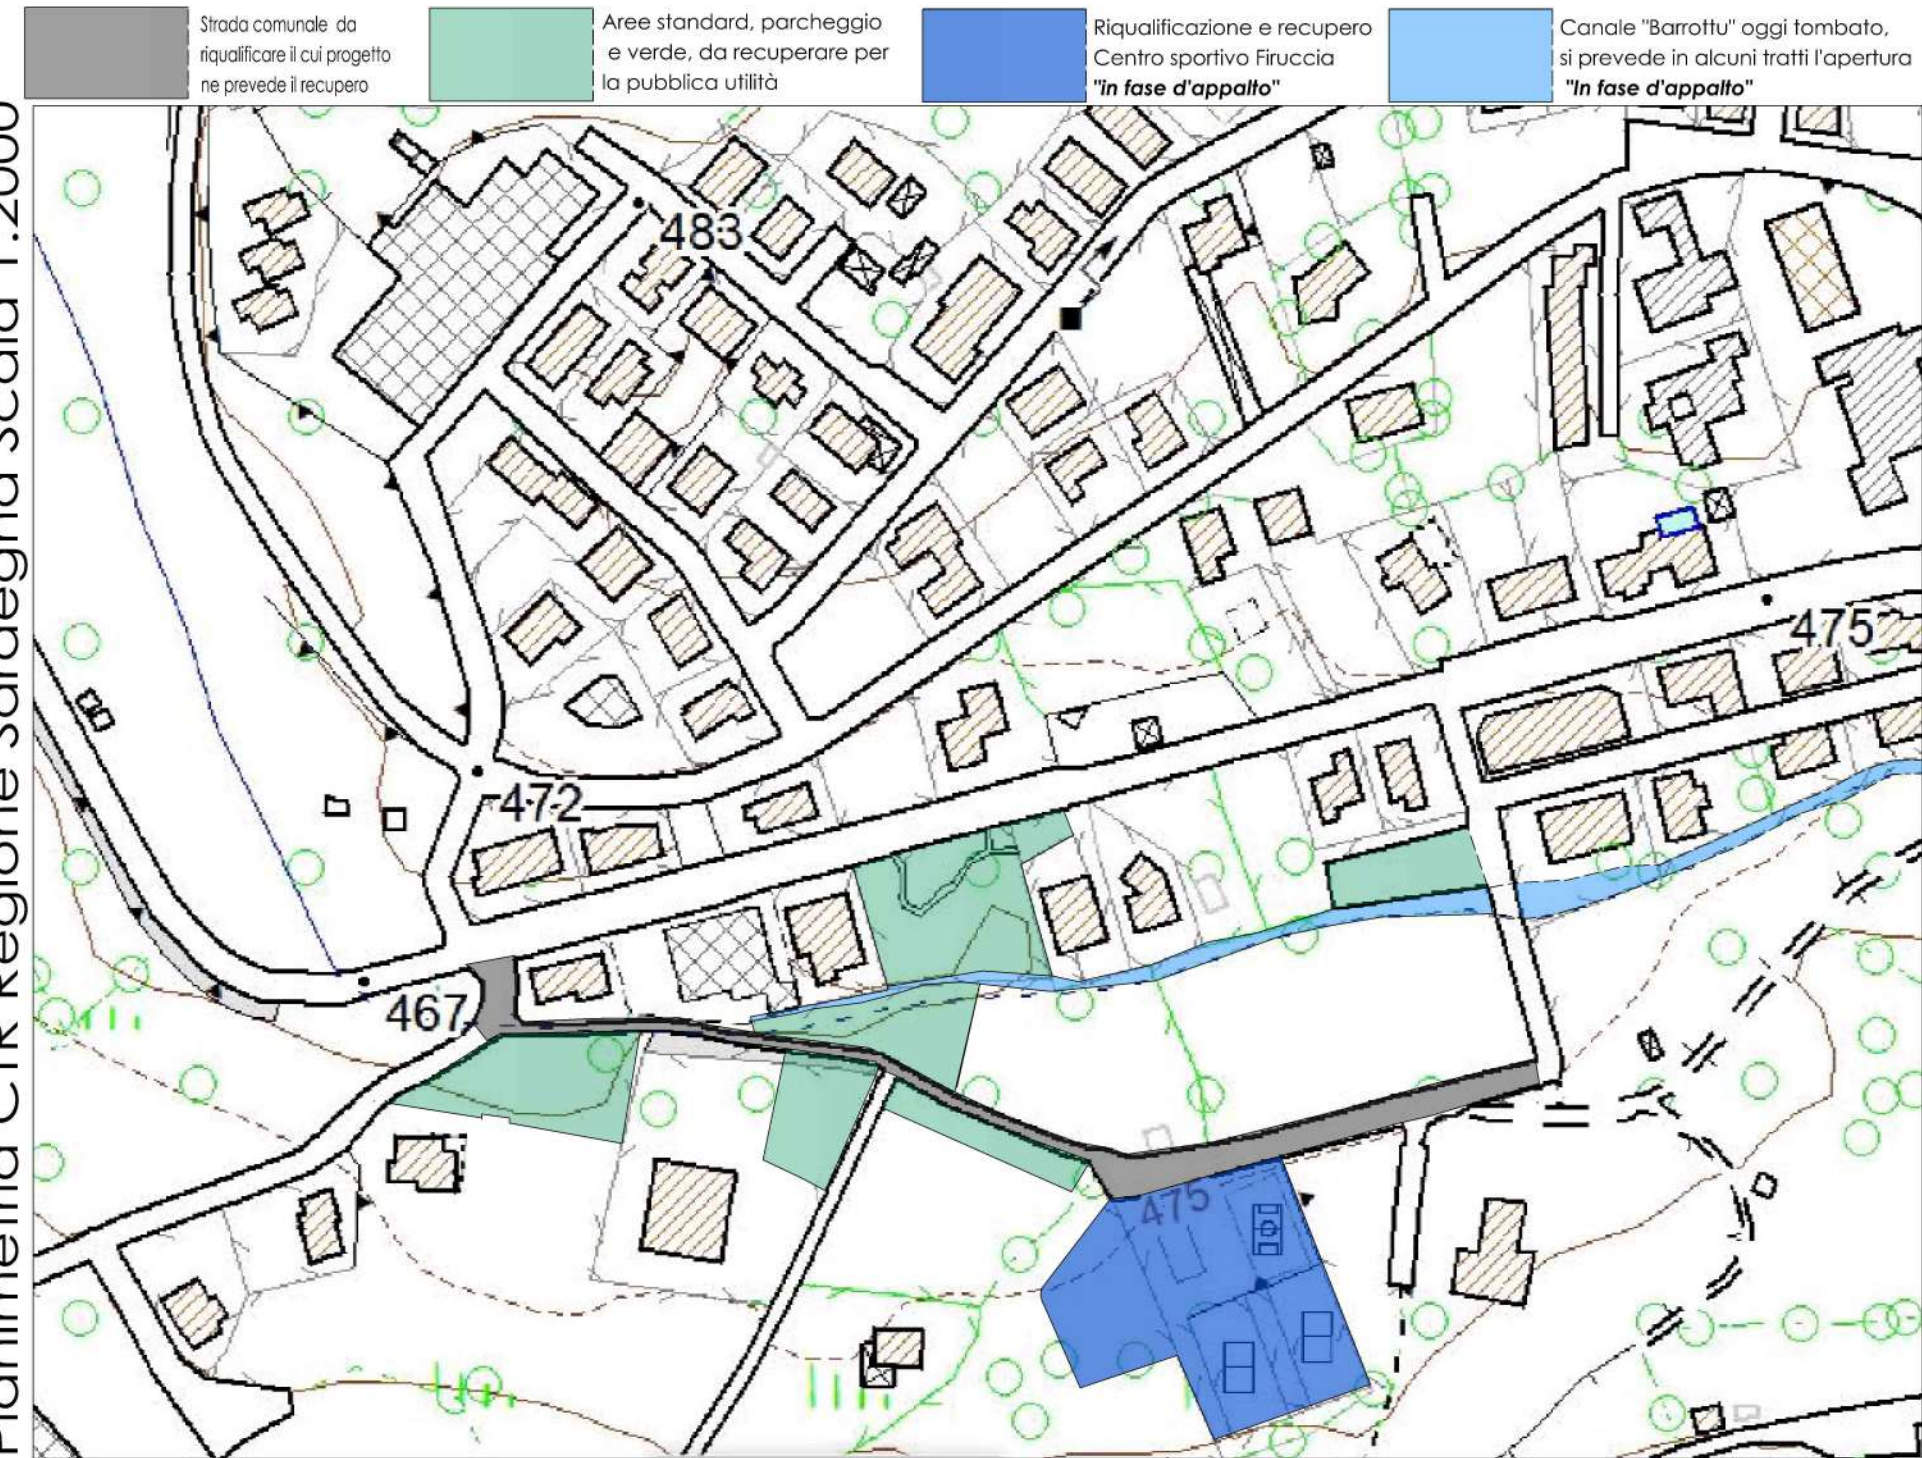 Strada comunale da
riqualificare il cui progetto
ne prevede il recupero
Aree standard, parcheggio
e verde, da recuperare per
la pubblica utilità
Riqualificazione e recupero
Centro sportivo Firuccia
"in fase d'appalto"
Canale "Barrottu" oggi tombato,
si prevede in alcuni tratti l'apertura
"In fase d'appalto"
Planimetria CTR Regione Sardegna scala 1:2000
483
475
472
467
475